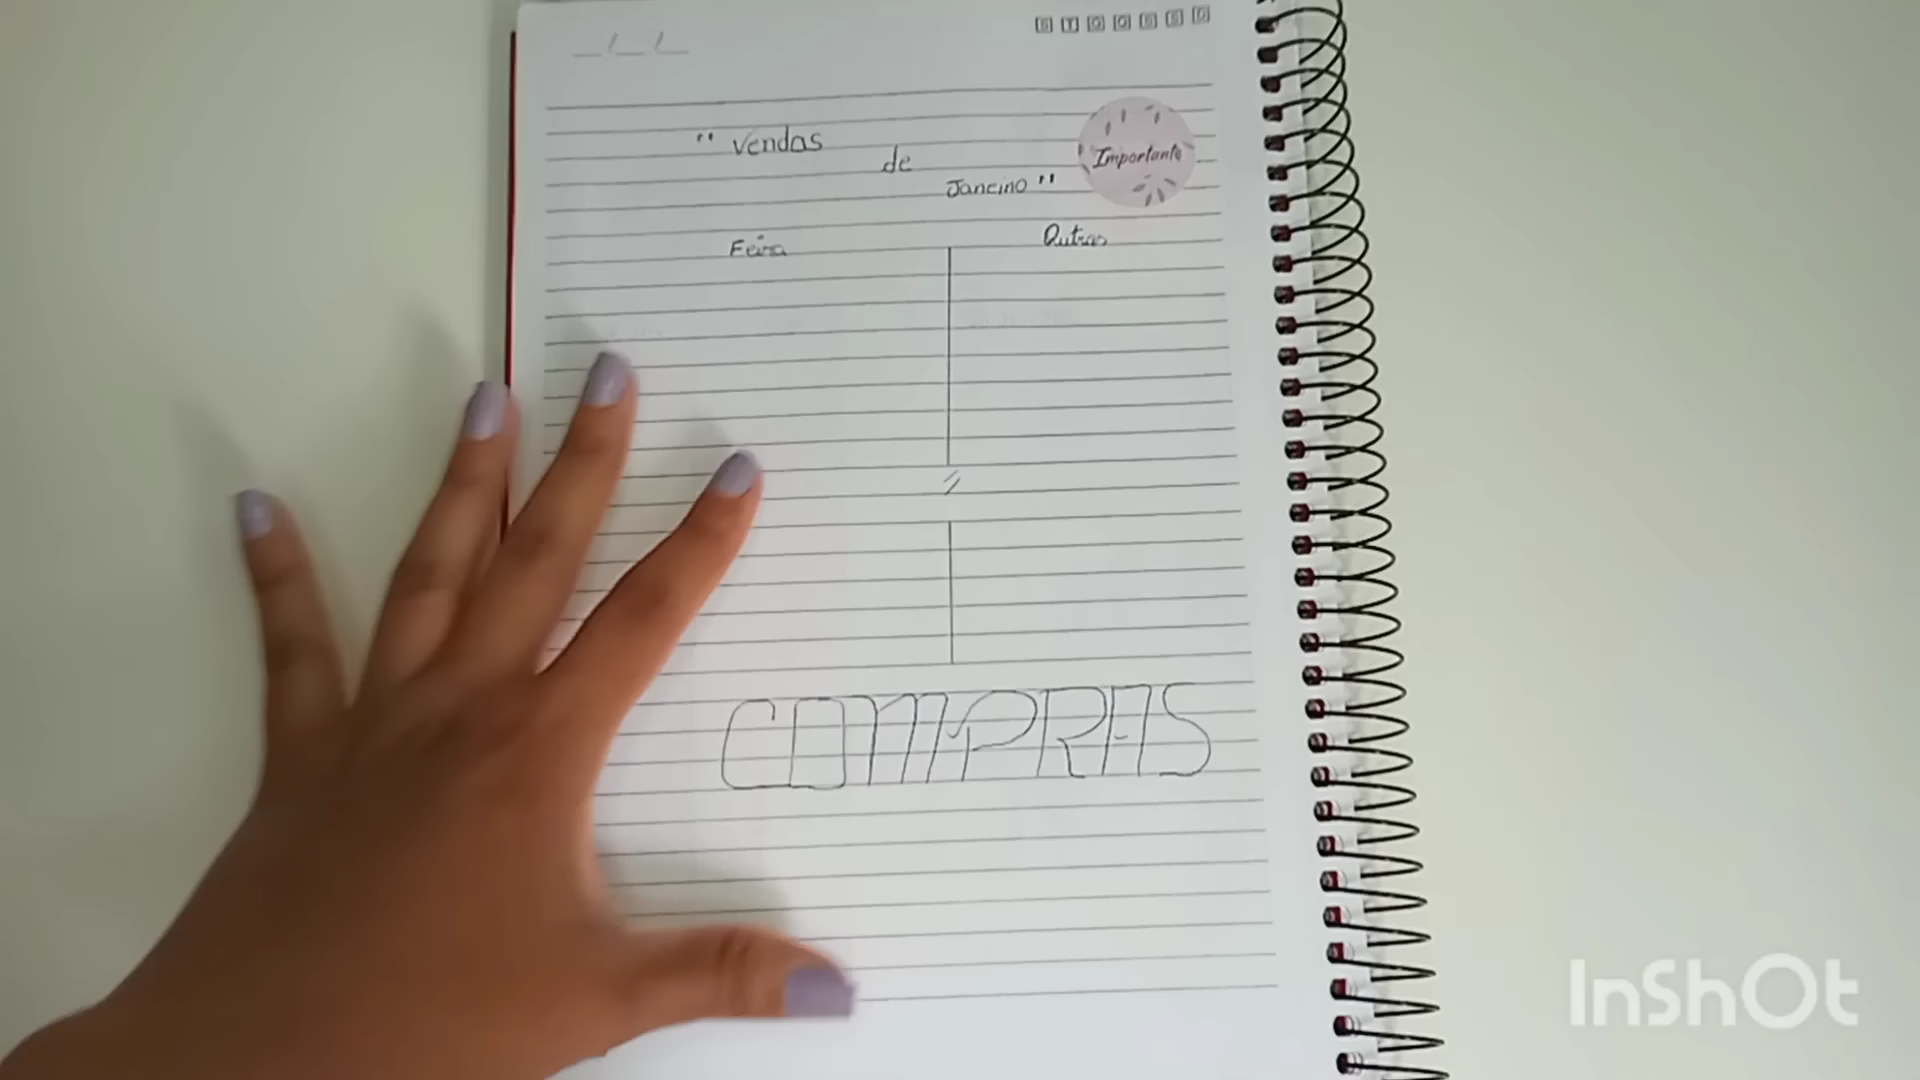 " Vendas
de
Janeiro "
Importante
Feira
Outras
COMPRAS
InShOt